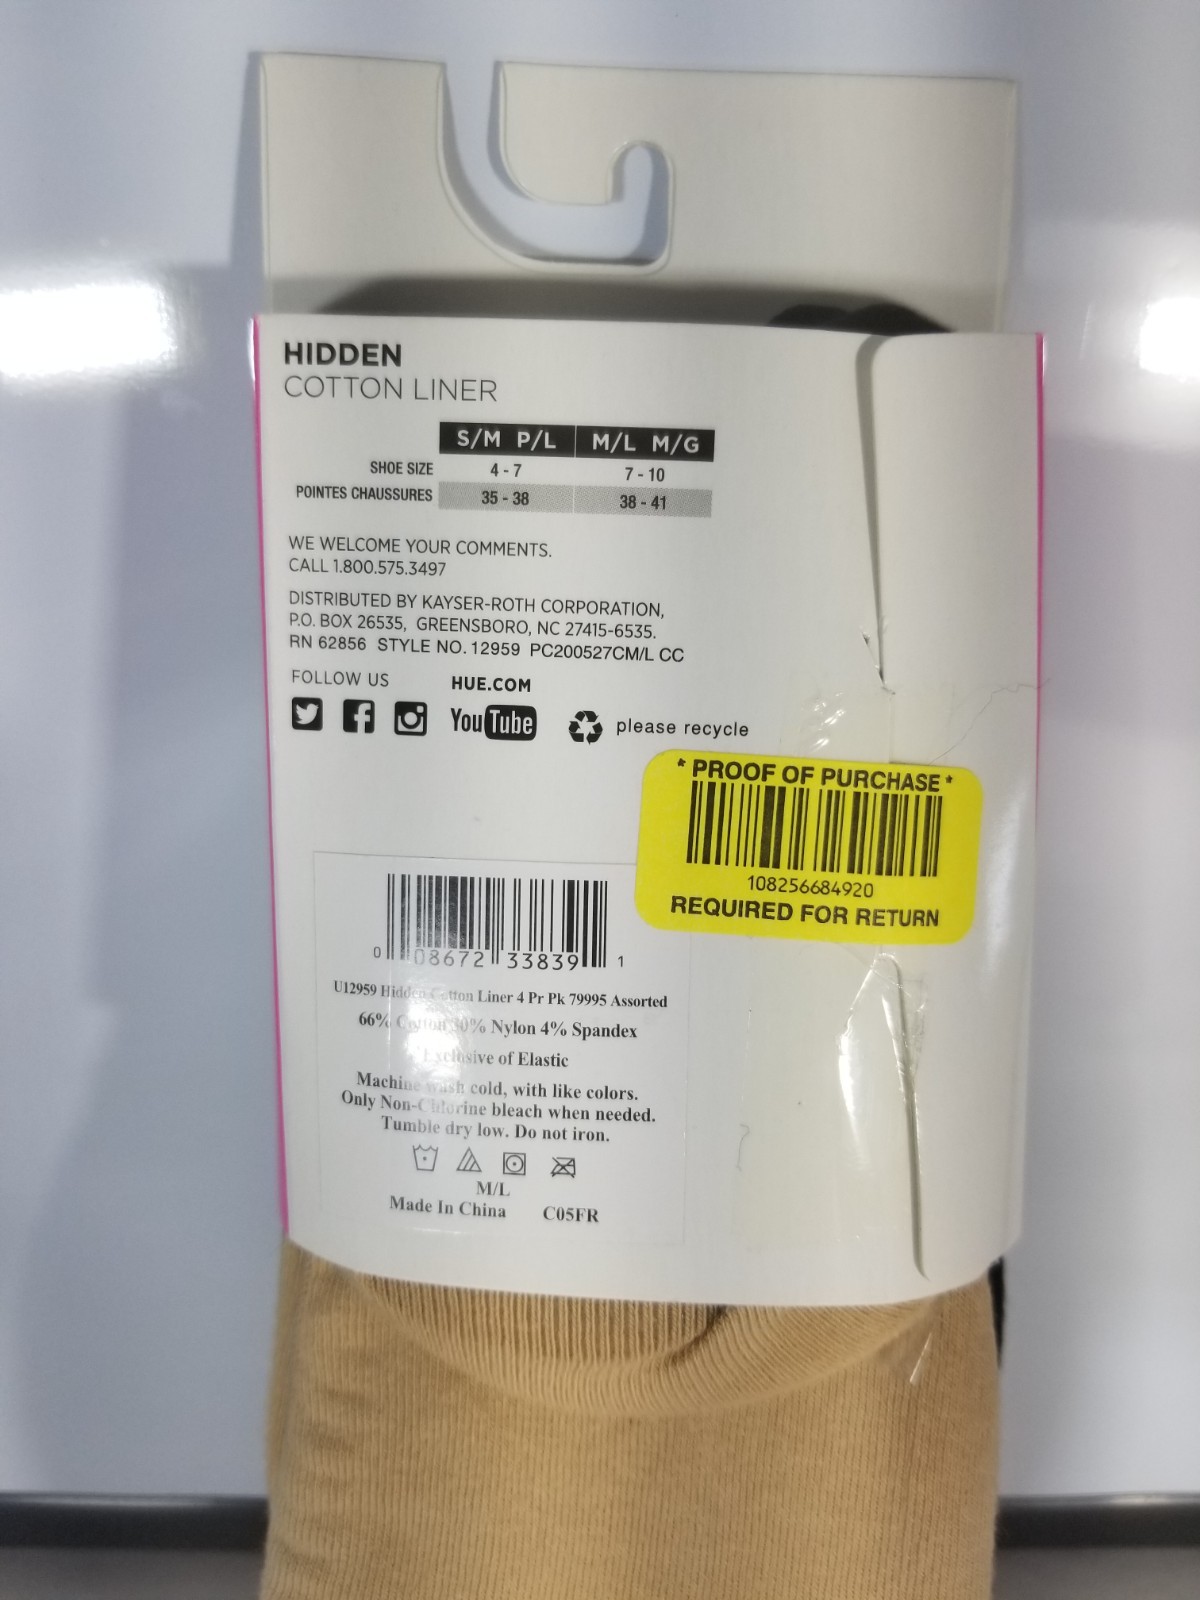 HIDDEN
COTTON LINER
S/M P/L M/L M/G
SHOE SIZE 4 - 7 7 - 10
POINTES CHAUSSURES 35 - 38 38 - 41
WE WELCOME YOUR COMMENTS.
CALL 1.800.575.3497
DISTRIBUTED BY KAYSER-ROTH CORPORATION,
P.O. BOX 26535, GREENSBORO, NC 27415-6535.
RN 62856 STYLE NO. 12959 PC200527CM/L CC
FOLLOW US HUE.COM
YouTube please recycle
* PROOF OF PURCHASE *
108256684920
REQUIRED FOR RETURN
0 08672 33839 1
U12959 Hidden Cotton Liner 4 Pr Pk 79995 Assorted
66% Cotton 30% Nylon 4% Spandex
Exclusive of Elastic
Machine wash cold, with like colors.
Only Non-Chlorine bleach when needed.
Tumble dry low. Do not iron.
M/L
Made In China C05FR